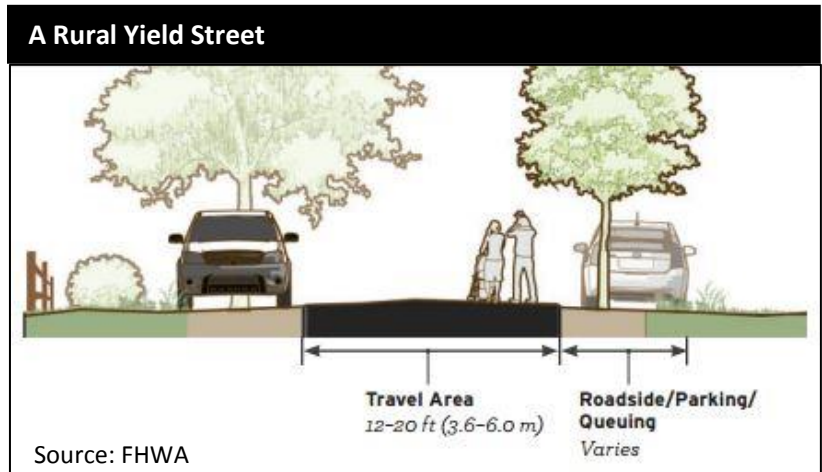 A Rural Yield Street
Travel Area
12–20 ft (3.6–6.0 m)
Roadside/Parking/
Queuing
Varies
Source: FHWA